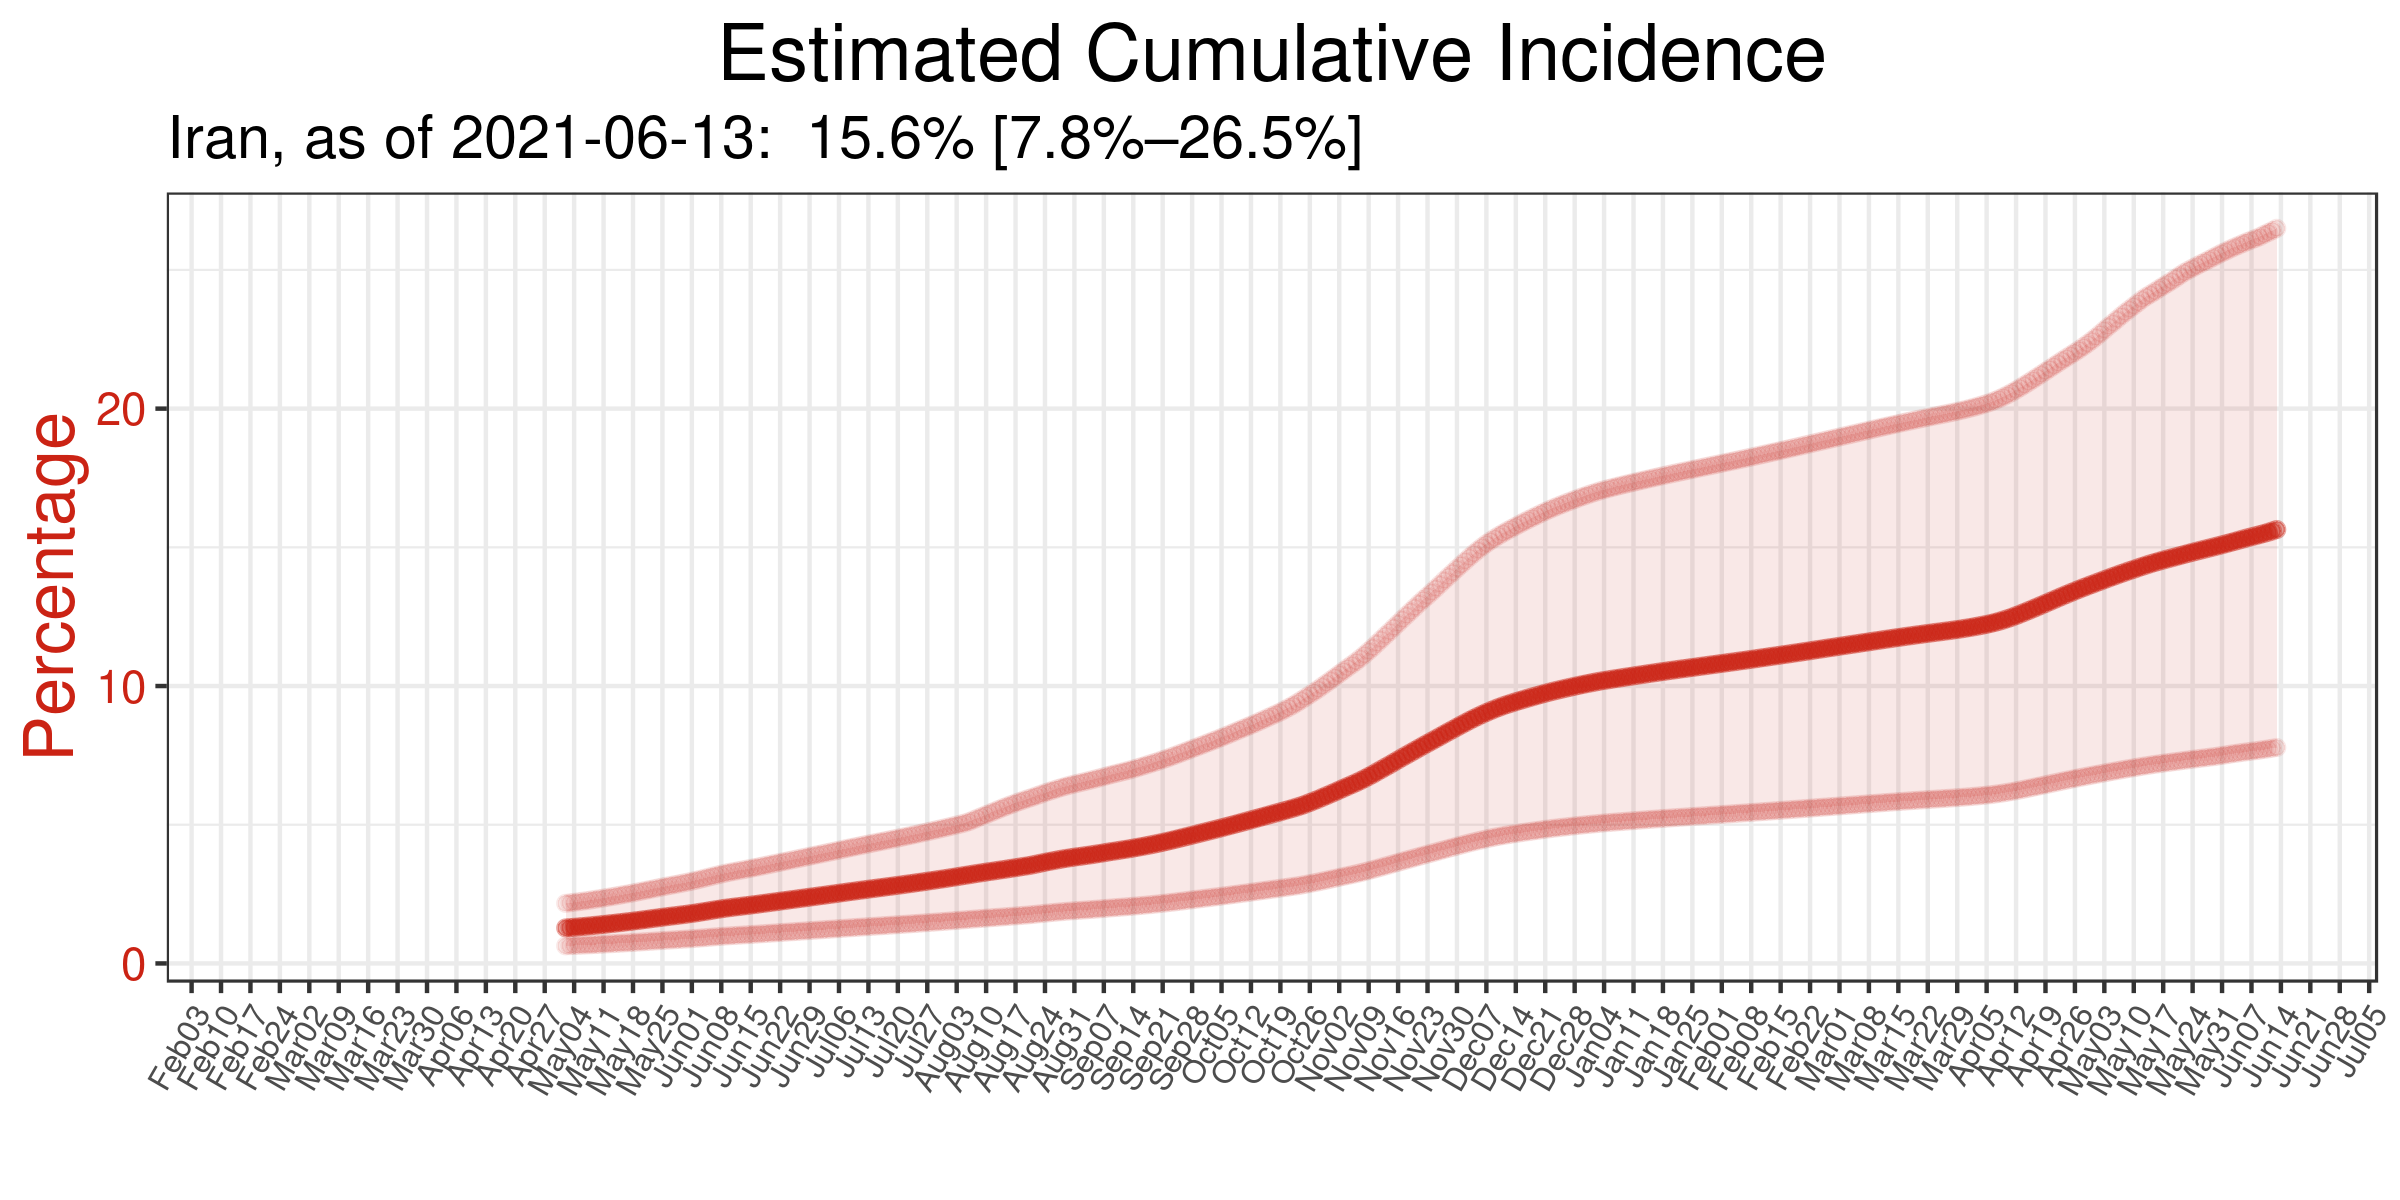 Estimated Cumulative Incidence
Iran, as of 2021-06-13:  15.6% [7.8%–26.5%]
Percentage
20
10
0
Feb03
Feb10
Feb17
Feb24
Mar02
Mar09
Mar16
Mar23
Mar30
Apr06
Apr13
Apr20
Apr27
May04
May11
May18
May25
Jun01
Jun08
Jun15
Jun22
Jun29
Jul06
Jul13
Jul20
Jul27
Aug03
Aug10
Aug17
Aug24
Aug31
Sep07
Sep14
Sep21
Sep28
Oct05
Oct12
Oct19
Oct26
Nov02
Nov09
Nov16
Nov23
Nov30
Dec07
Dec14
Dec21
Dec28
Jan04
Jan11
Jan18
Jan25
Feb01
Feb08
Feb15
Feb22
Mar01
Mar08
Mar15
Mar22
Mar29
Apr05
Apr12
Apr19
Apr26
May03
May10
May17
May24
May31
Jun07
Jun14
Jun21
Jun28
Jul05